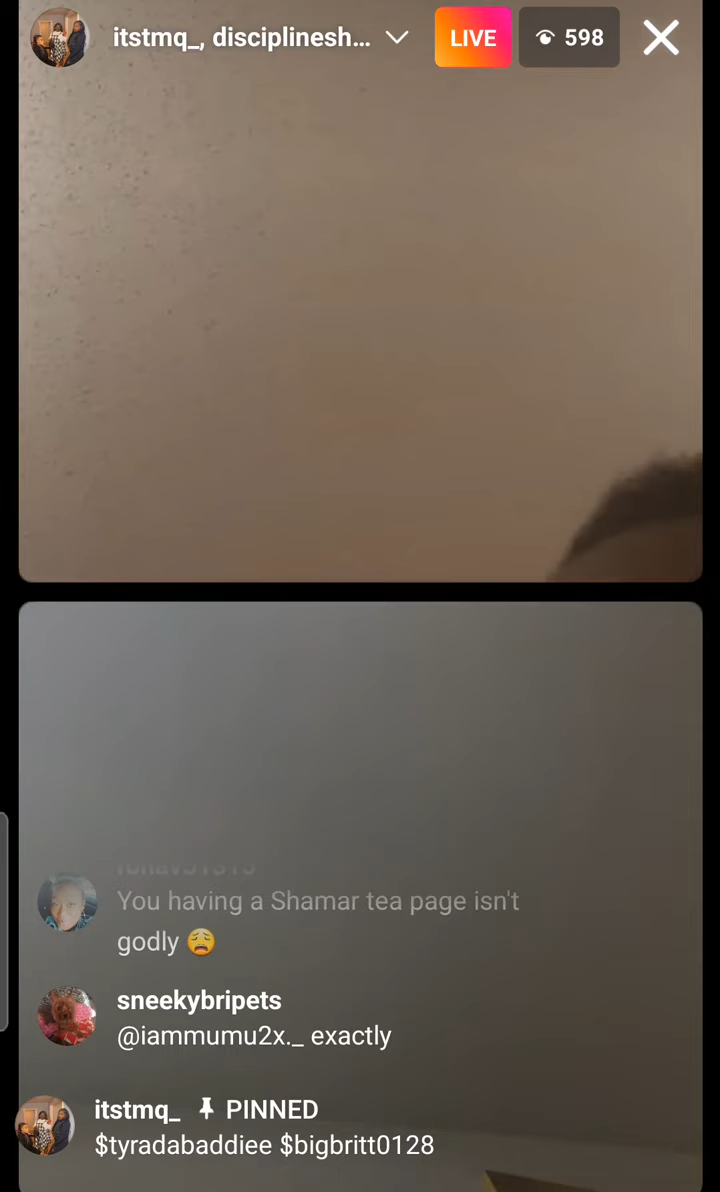 itstmq_, disciplinesh...
LIVE
598
You having a Shamar tea page isn't
godly 😩
sneekybripets
@iammumu2x._ exactly
itstmq_ 📌 PINNED
$tyradabaddiee $bigbritt0128